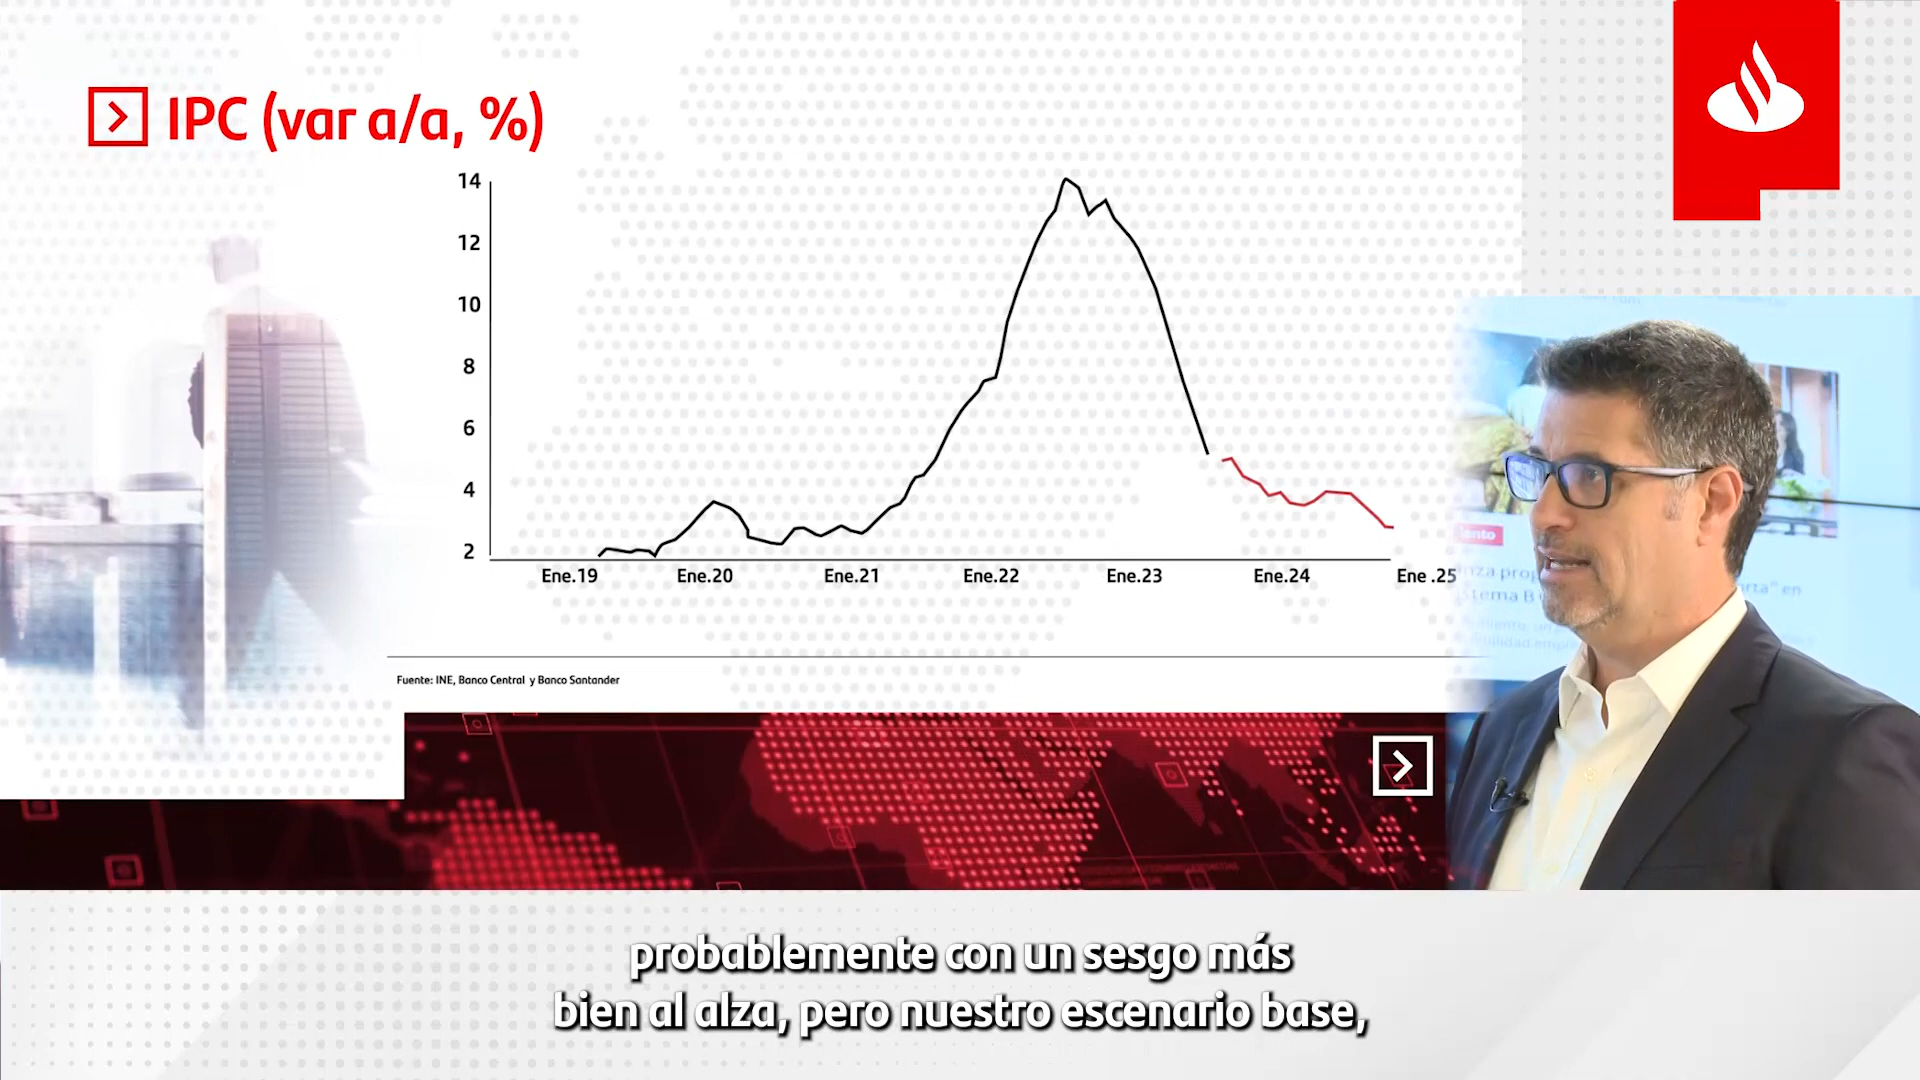 IPC (var a/a, %)
14
12
10
8
6
4
2
Ene.19 Ene.20 Ene.21 Ene.22 Ene.23 Ene.24 Ene .25
Fuente: INE, Banco Central y Banco Santander
probablemente con un sesgo más
bien al alza, pero nuestro escenario base,